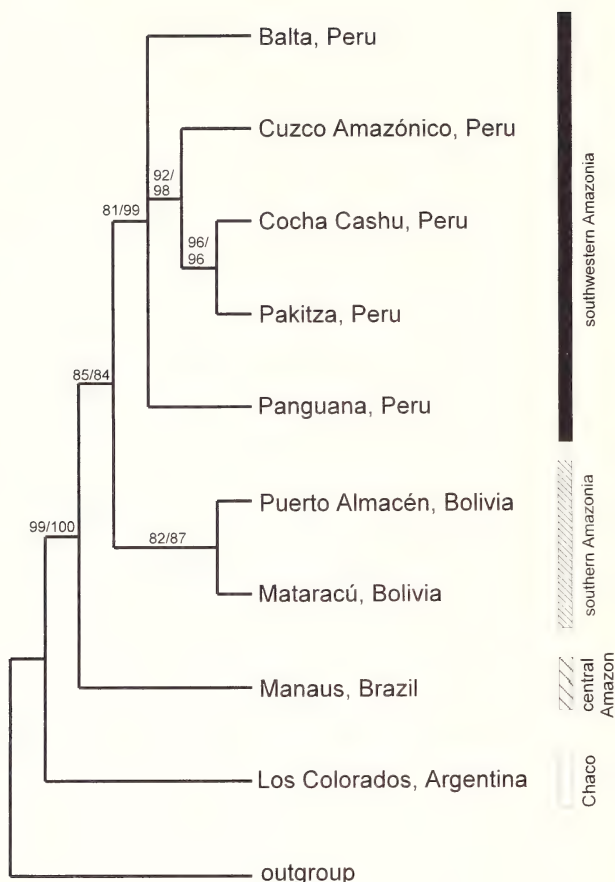 Balta, Peru
Cuzco Amazónico, Peru
92/
98
81/99
Cocha Cashu, Peru
96/
96
Pakitza, Peru
85/84
Panguana, Peru
Puerto Almacén, Bolivia
99/100
82/87
Mataracú, Bolivia
Manaus, Brazil
Los Colorados, Argentina
outgroup
southwestern Amazonia
southern Amazonia
central
Amazon
Chaco